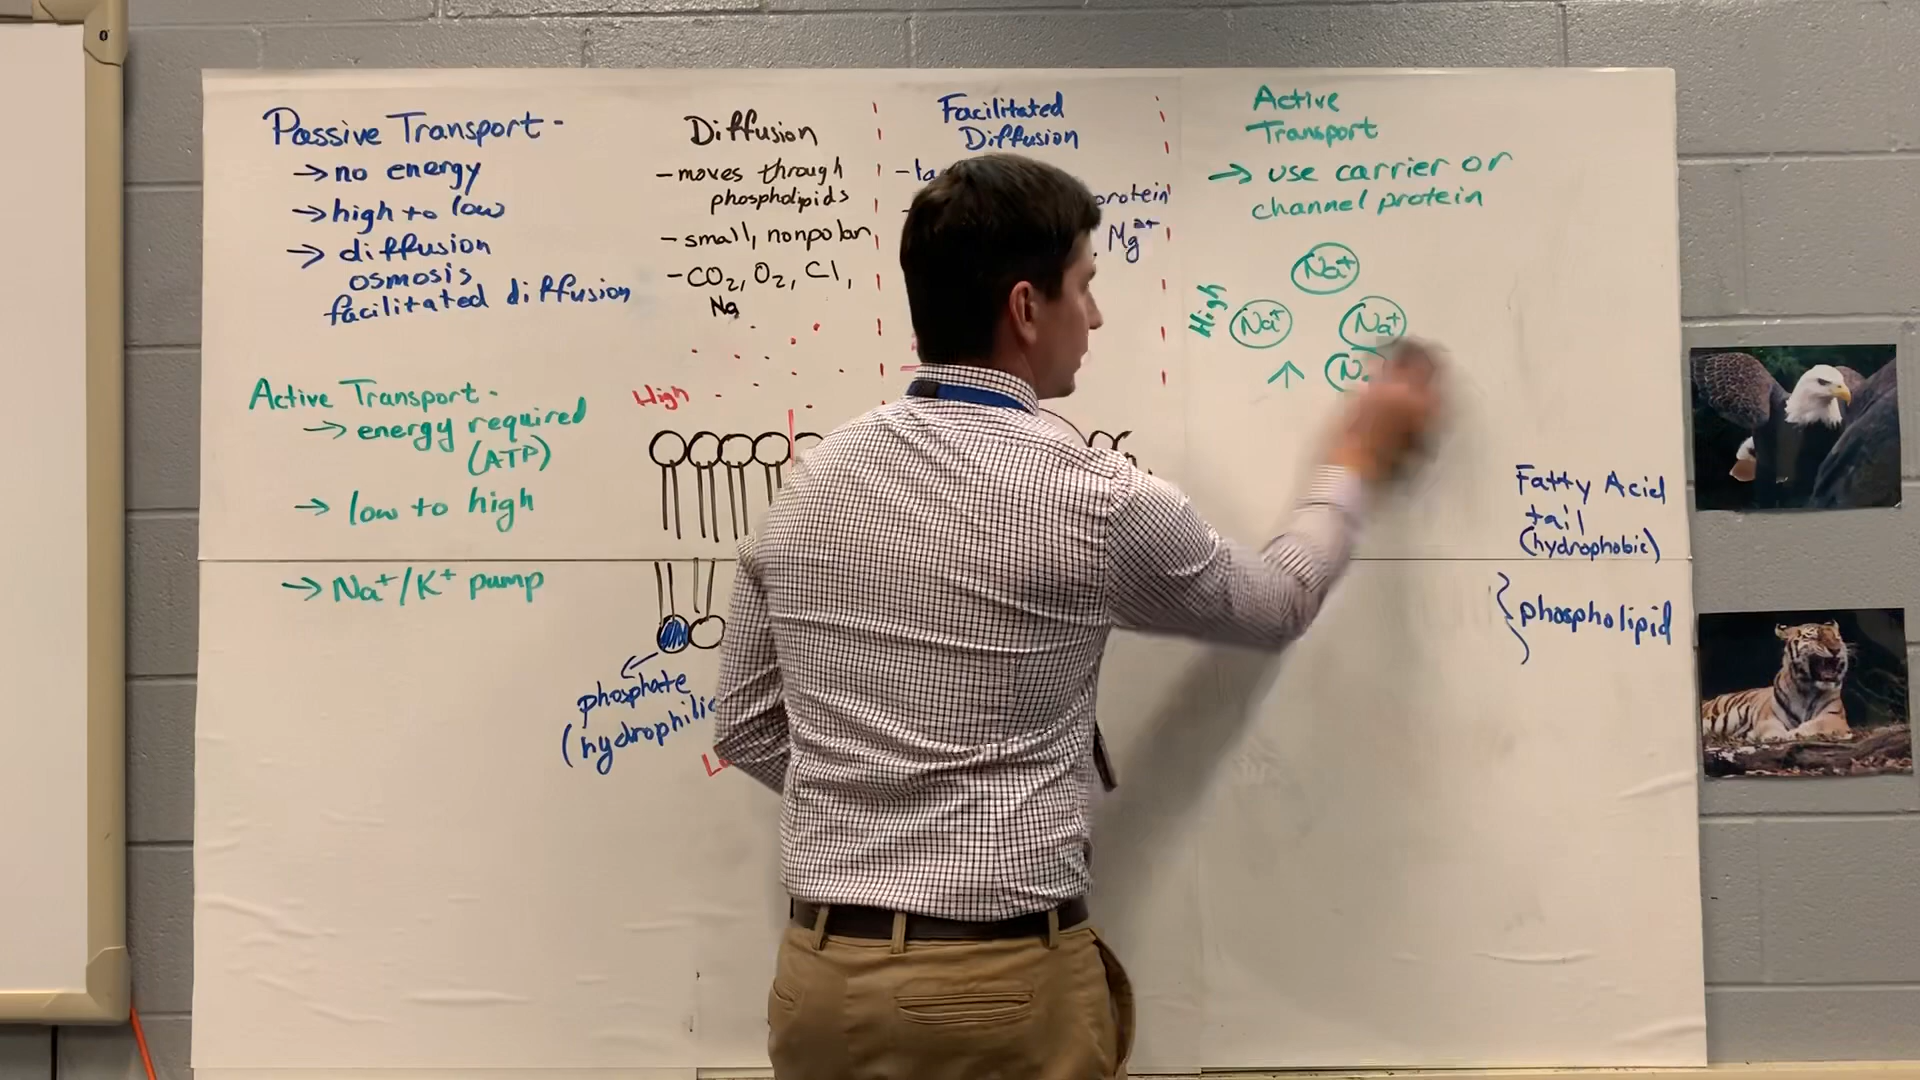 Passive Transport -
→ no energy
→ high to low
→ diffusion
osmosis
facilitated diffusion
Active Transport -
→ energy required
(ATP)
→ low to high
→ Na⁺/K⁺ pump
Diffusion
- moves through
phospholipids
- small, nonpolar
- CO₂, O₂, Cl,
Na
High
phosphate
Facilitated
Diffusion
protein
Mg²⁺
Active
Transport
→ use carrier or
channel protein
High
Na⁺
Na⁺ Na⁺
↑
Fatty Acid
tail
(hydrophobic)
} phospholipid